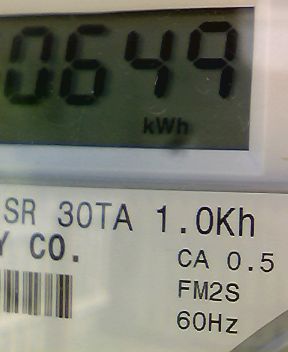 0649
kWh
SR 30TA 1.0Kh
Y CO.
CA 0.5
FM2S
60Hz